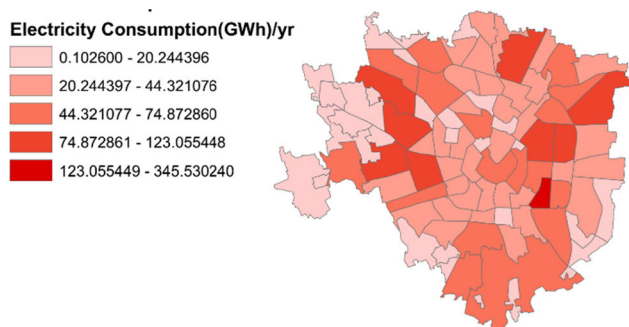 Electricity Consumption(GWh)/yr
0.102600 - 20.244396
20.244397 - 44.321076
44.321077 - 74.872860
74.872861 - 123.055448
123.055449 - 345.530240